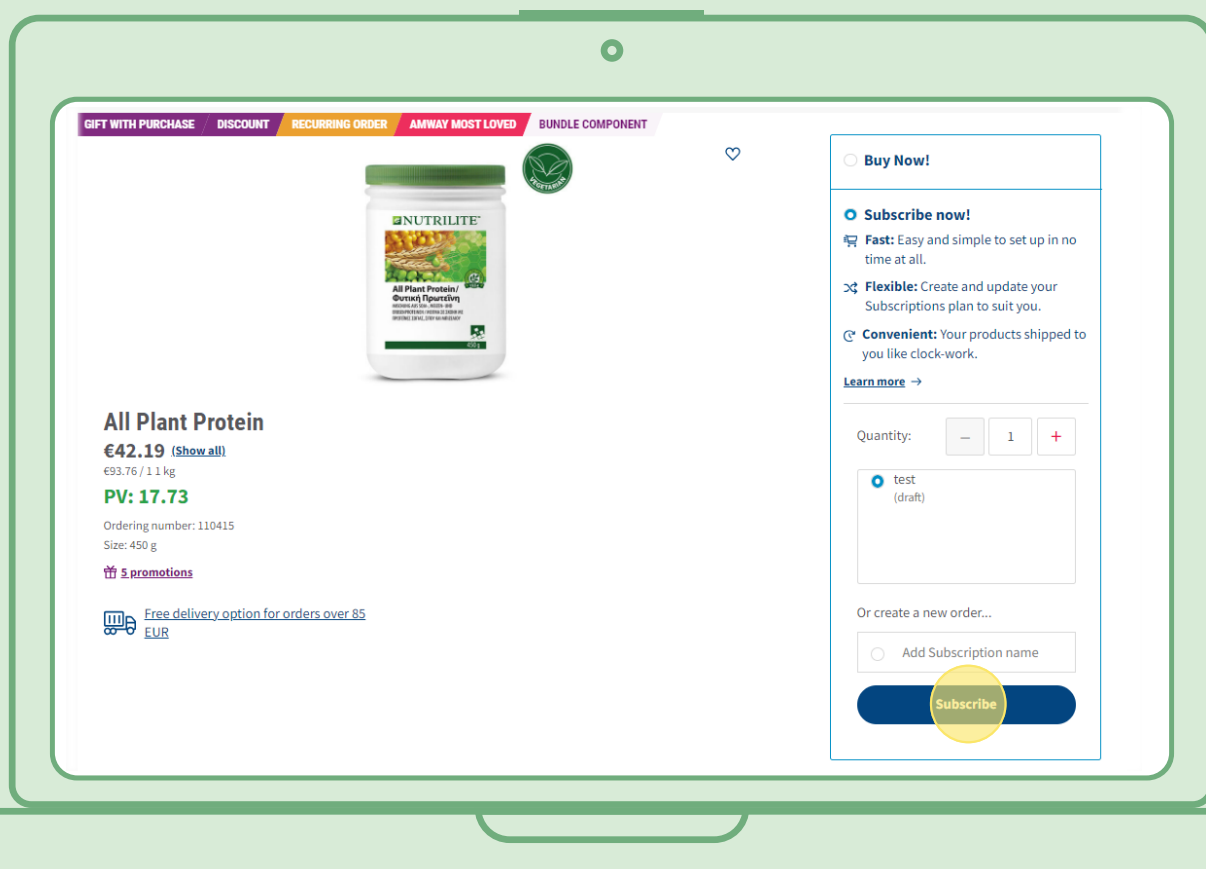 GIFT WITH PURCHASE DISCOUNT RECURRING ORDER AMWAY MOST LOVED BUNDLE COMPONENT
VEGETARIAN
NUTRILITE™
All Plant Protein/
Φυτική Πρωτεΐνη
450 g
All Plant Protein
€42.19 (Show all)
€93.76 / 1 1 kg
PV: 17.73
Ordering number: 110415
Size: 450 g
5 promotions
Free delivery option for orders over 85
EUR
Buy Now!
Subscribe now!
Fast: Easy and simple to set up in no
time at all.
Flexible: Create and update your
Subscriptions plan to suit you.
Convenient: Your products shipped to
you like clock-work.
Learn more →
Quantity: – 1 +
test
(draft)
Or create a new order...
Add Subscription name
Subscribe